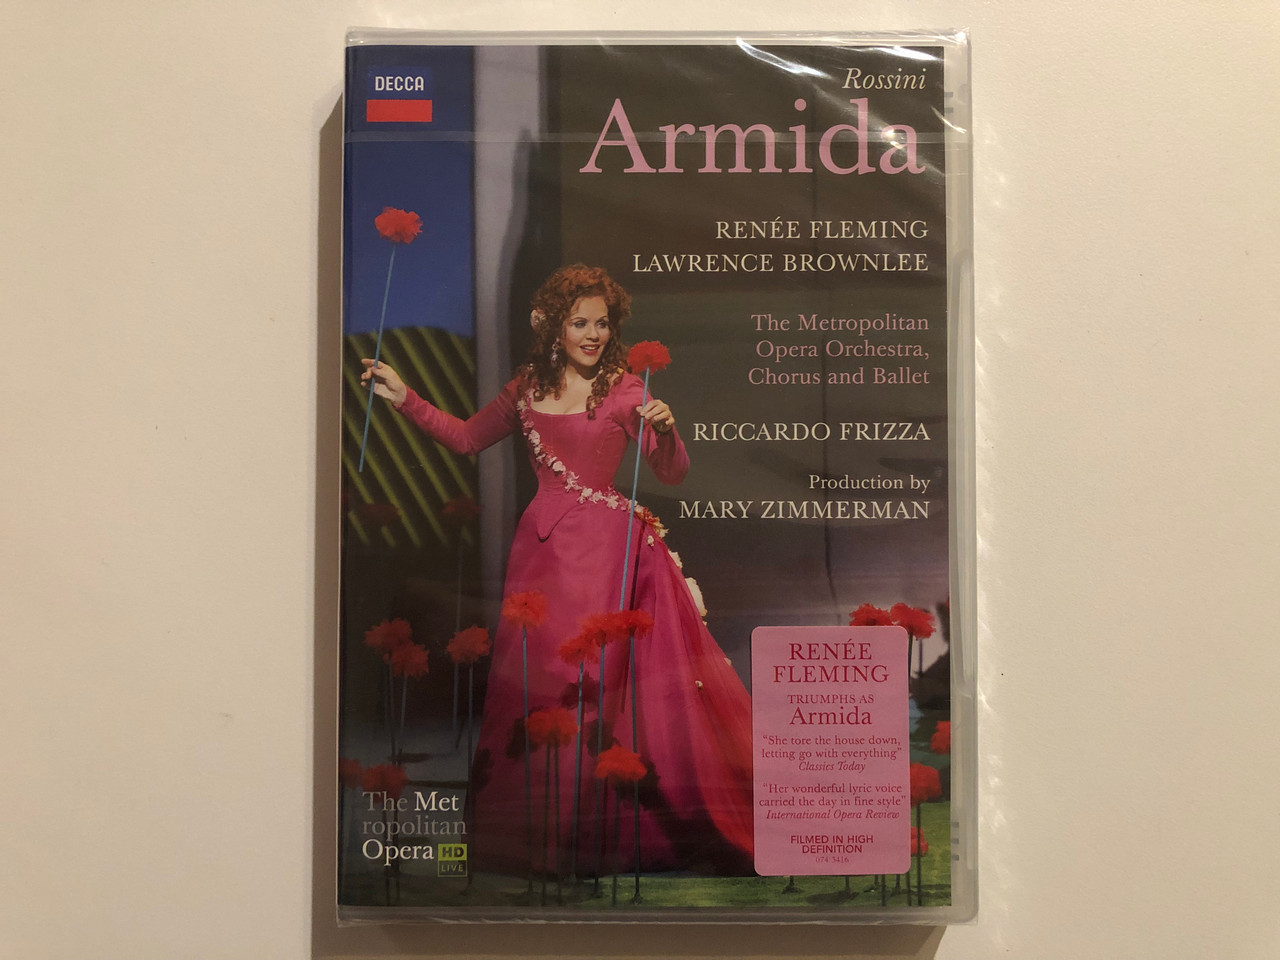 DECCA
Rossini
Armida
RENÉE FLEMING
LAWRENCE BROWNLEE
The Metropolitan
Opera Orchestra,
Chorus and Ballet
RICCARDO FRIZZA
Production by
MARY ZIMMERMAN
RENÉE
FLEMING
TRIUMPHS AS
Armida
“She tore the house down,
letting go with everything”
Classics Today
“Her wonderful lyric voice
carried the day in fine style”
International Opera Review
FILMED IN HIGH
DEFINITION
074 3416
The Met
ropolitan
Opera HD
LIVE